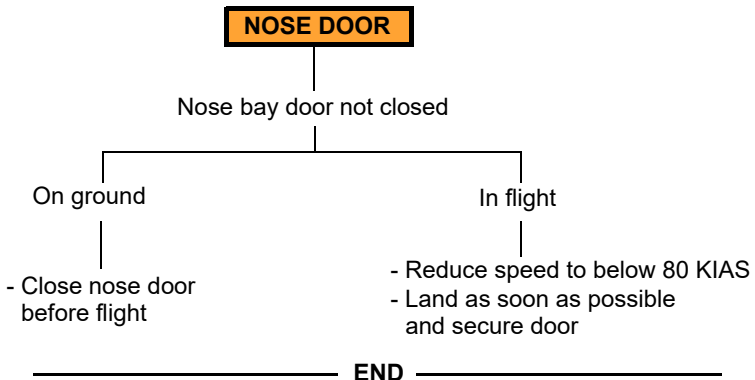 NOSE DOOR
Nose bay door not closed
On ground
- Close nose door
before flight
In flight
- Reduce speed to below 80 KIAS
- Land as soon as possible
and secure door
END